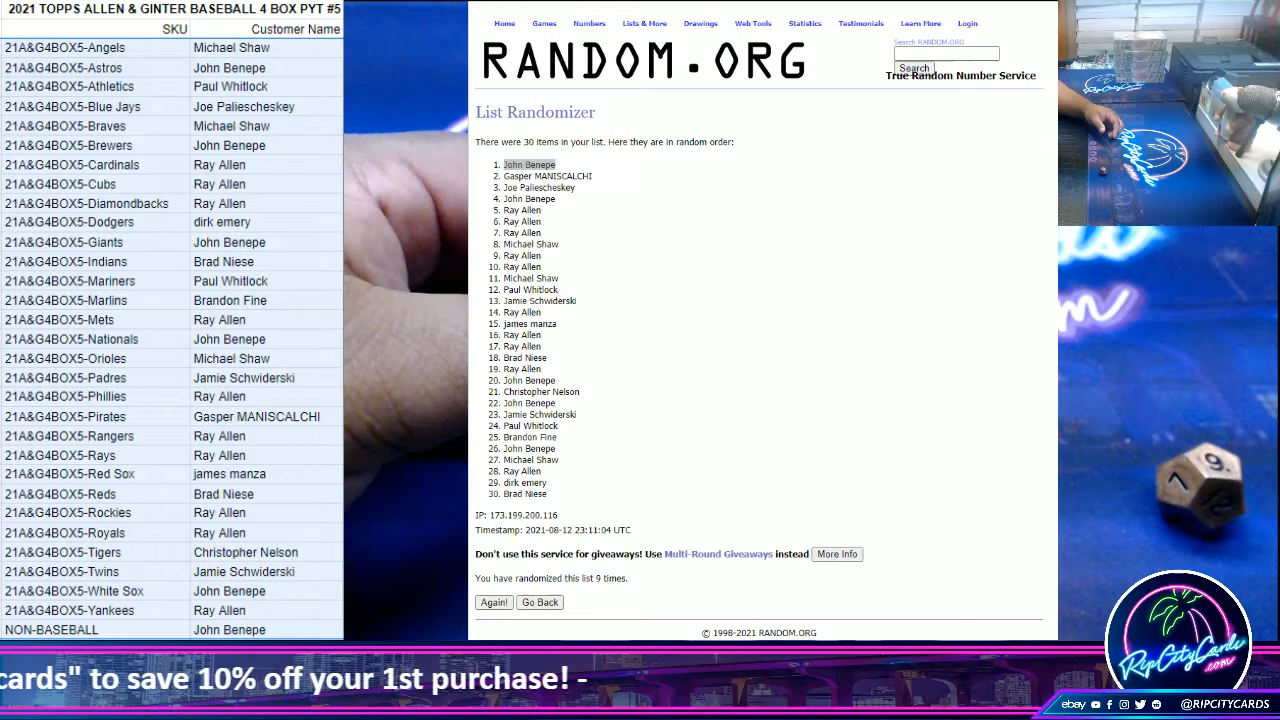 2021 TOPPS ALLEN & GINTER BASEBALL 4 BOX PYT #5
SKU Customer Name
21A&G4BOX5-Angels Michael Shaw
21A&G4BOX5-Astros John Benepe
21A&G4BOX5-Athletics Paul Whitlock
21A&G4BOX5-Blue Jays Joe Paliescheskey
21A&G4BOX5-Braves Michael Shaw
21A&G4BOX5-Brewers John Benepe
21A&G4BOX5-Cardinals Ray Allen
21A&G4BOX5-Cubs Ray Allen
21A&G4BOX5-Diamondbacks Ray Allen
21A&G4BOX5-Dodgers dirk emery
21A&G4BOX5-Giants John Benepe
21A&G4BOX5-Indians Brad Niese
21A&G4BOX5-Mariners Paul Whitlock
21A&G4BOX5-Marlins Brandon Fine
21A&G4BOX5-Mets Ray Allen
21A&G4BOX5-Nationals John Benepe
21A&G4BOX5-Orioles Michael Shaw
21A&G4BOX5-Padres Jamie Schwiderski
21A&G4BOX5-Phillies Ray Allen
21A&G4BOX5-Pirates Gasper MANISCALCHI
21A&G4BOX5-Rangers Ray Allen
21A&G4BOX5-Rays Ray Allen
21A&G4BOX5-Red Sox james manza
21A&G4BOX5-Reds Brad Niese
21A&G4BOX5-Rockies Ray Allen
21A&G4BOX5-Royals Ray Allen
21A&G4BOX5-Tigers Christopher Nelson
21A&G4BOX5-Twins Jamie Schwiderski
21A&G4BOX5-White Sox John Benepe
21A&G4BOX5-Yankees Ray Allen
NON-BASEBALL John Benepe
Home Games Numbers Lists & More Drawings Web Tools Statistics Testimonials Learn More Login
RANDOM.ORG
Search RANDOM.ORG
Search
True Random Number Service
List Randomizer
There were 30 items in your list. Here they are in random order:
1. John Benepe
2. Gasper MANISCALCHI
3. Joe Paliescheskey
4. John Benepe
5. Ray Allen
6. Ray Allen
7. Ray Allen
8. Michael Shaw
9. Ray Allen
10. Ray Allen
11. Michael Shaw
12. Paul Whitlock
13. Jamie Schwiderski
14. Ray Allen
15. james manza
16. Ray Allen
17. Ray Allen
18. Brad Niese
19. Ray Allen
20. John Benepe
21. Christopher Nelson
22. John Benepe
23. Jamie Schwiderski
24. Paul Whitlock
25. Brandon Fine
26. John Benepe
27. Michael Shaw
28. Ray Allen
29. dirk emery
30. Brad Niese
IP: 173.199.200.116
Timestamp: 2021-08-12 23:11:04 UTC
Don't use this service for giveaways! Use Multi-Round Giveaways instead More Info
You have randomized this list 9 times.
Again! Go Back
© 1998-2021 RANDOM.ORG
9
7
cards" to save 10% off your 1st purchase! -
RipCityCards
.com
ebay @RIPCITYCARDS